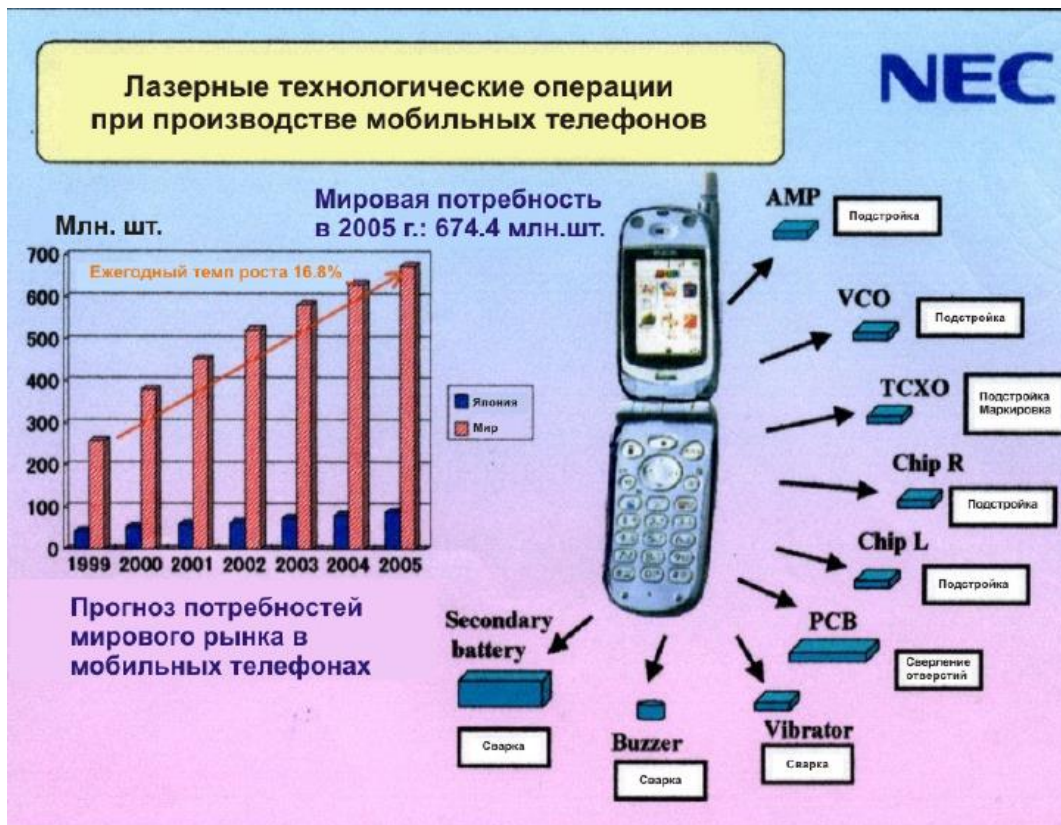 Лазерные технологические операции
при производстве мобильных телефонов
NEC
Мировая потребность
в 2005 г.: 674.4 млн.шт.
Млн. шт.
Ежегодный темп роста 16.8%
700
600
500
400
300
200
100
0
1999 2000 2001 2002 2003 2004 2005
Япония
Мир
Прогноз потребностей
мирового рынка в
мобильных телефонах
AMP
Подстройка
VCO
Подстройка
TCXO
Подстройка
Маркировка
Chip R
Подстройка
Chip L
Подстройка
PCB
Сверление
отверстий
Secondary
battery
Сварка
Buzzer
Сварка
Vibrator
Сварка